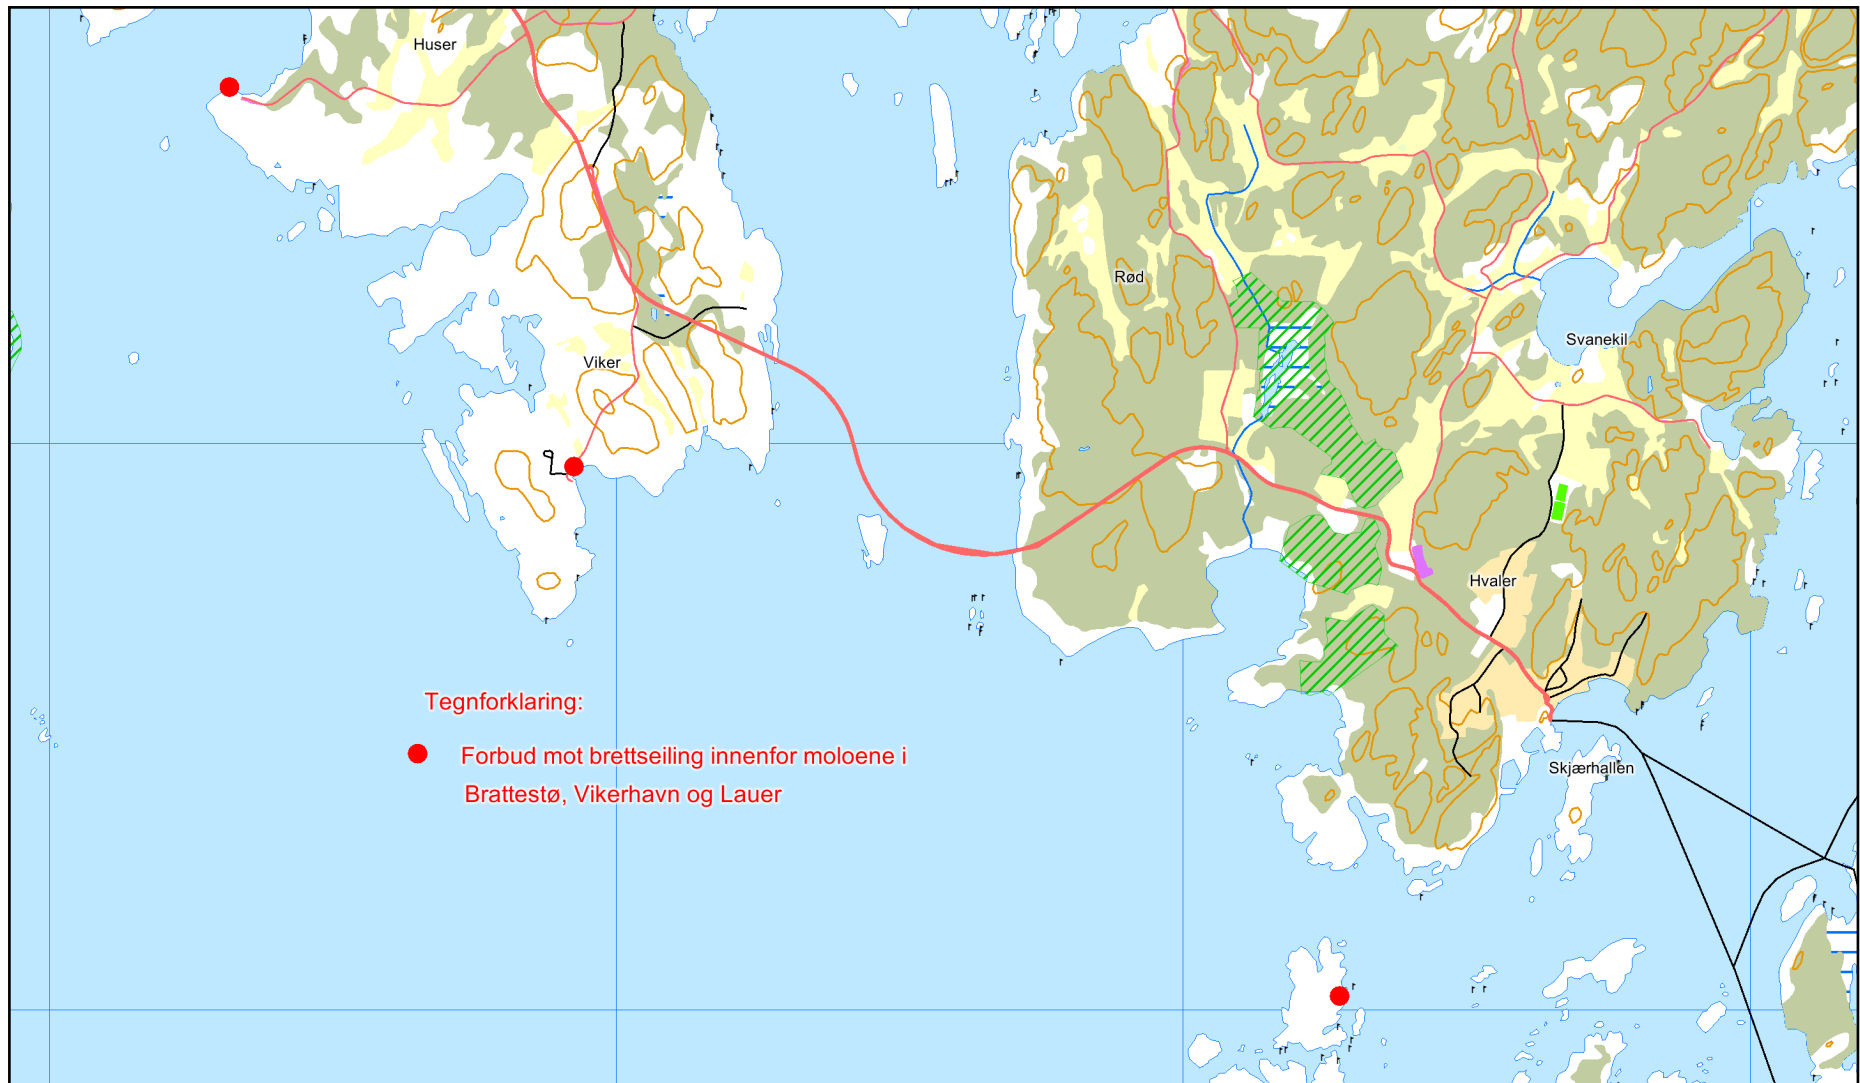 Huser
Rød
Svanekil
Viker
Hvaler
Tegnforklaring:
Forbud mot brettseiling innenfor moloene i
Brattestø, Vikerhavn og Lauer
Skjærhallen